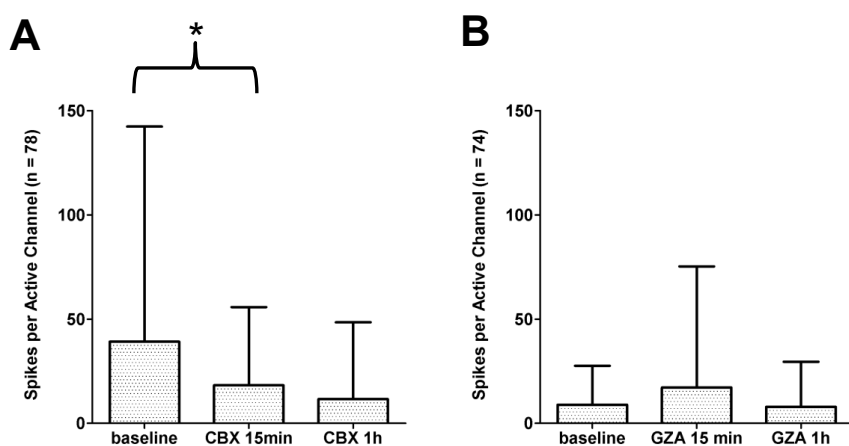 A
*
Spikes per Active Channel (n = 78)
150
100
50
0
baseline
CBX 15min
CBX 1h
B
Spikes per Active Channel (n = 74)
150
100
50
0
baseline
GZA 15 min
GZA 1h